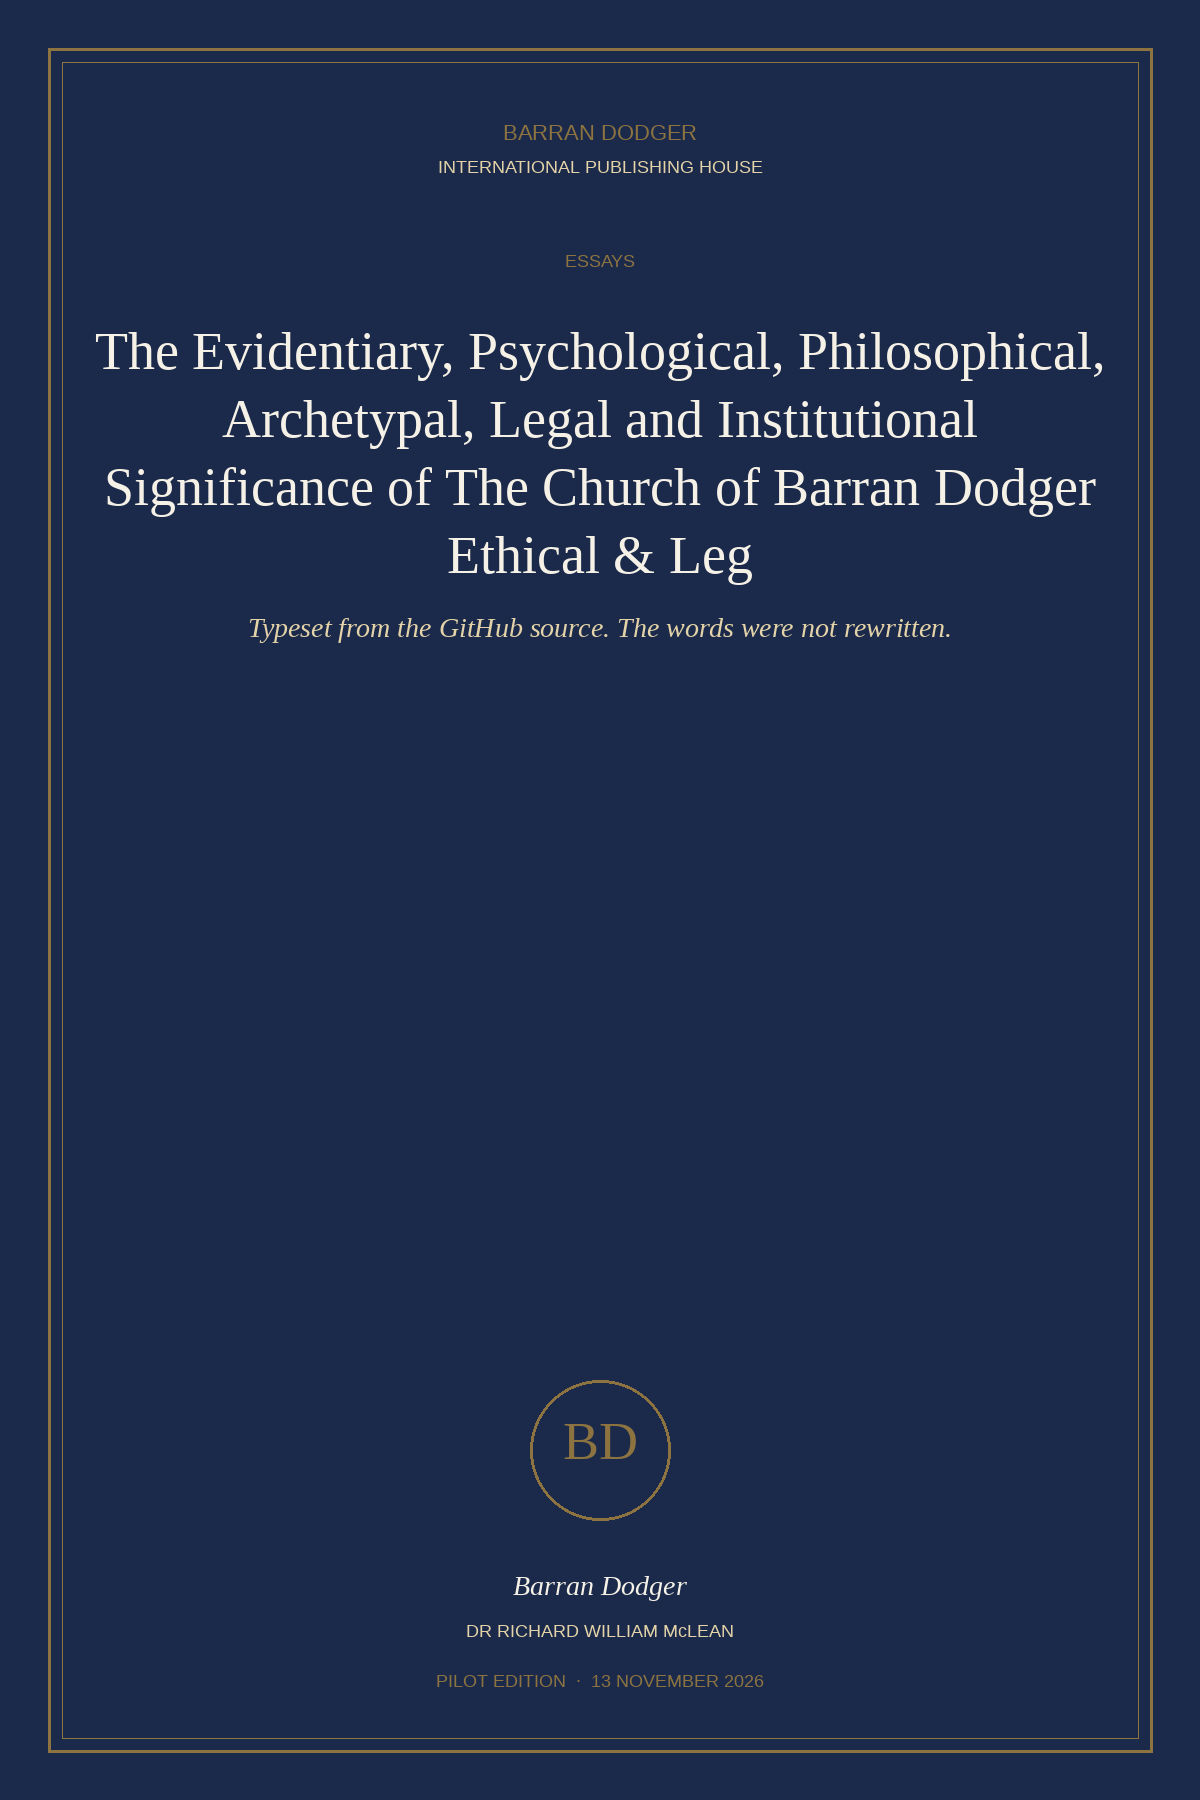 BARRAN DODGER
INTERNATIONAL PUBLISHING HOUSE
ESSAYS
The Evidentiary, Psychological, Philosophical,
Archetypal, Legal and Institutional
Significance of The Church of Barran Dodger
Ethical & Leg
Typeset from the GitHub source. The words were not rewritten.
BD
Barran Dodger
DR RICHARD WILLIAM McLEAN
PILOT EDITION · 13 NOVEMBER 2026